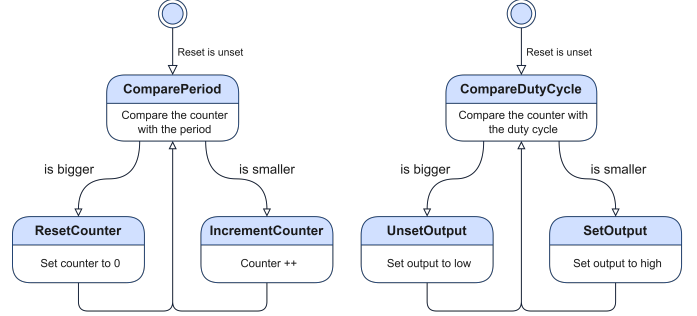 Reset is unset
ComparePeriod
Compare the counter
with the period
is bigger
is smaller
ResetCounter
Set counter to 0
IncrementCounter
Counter ++
Reset is unset
CompareDutyCycle
Compare the counter with
the duty cycle
is bigger
is smaller
UnsetOutput
Set output to low
SetOutput
Set output to high